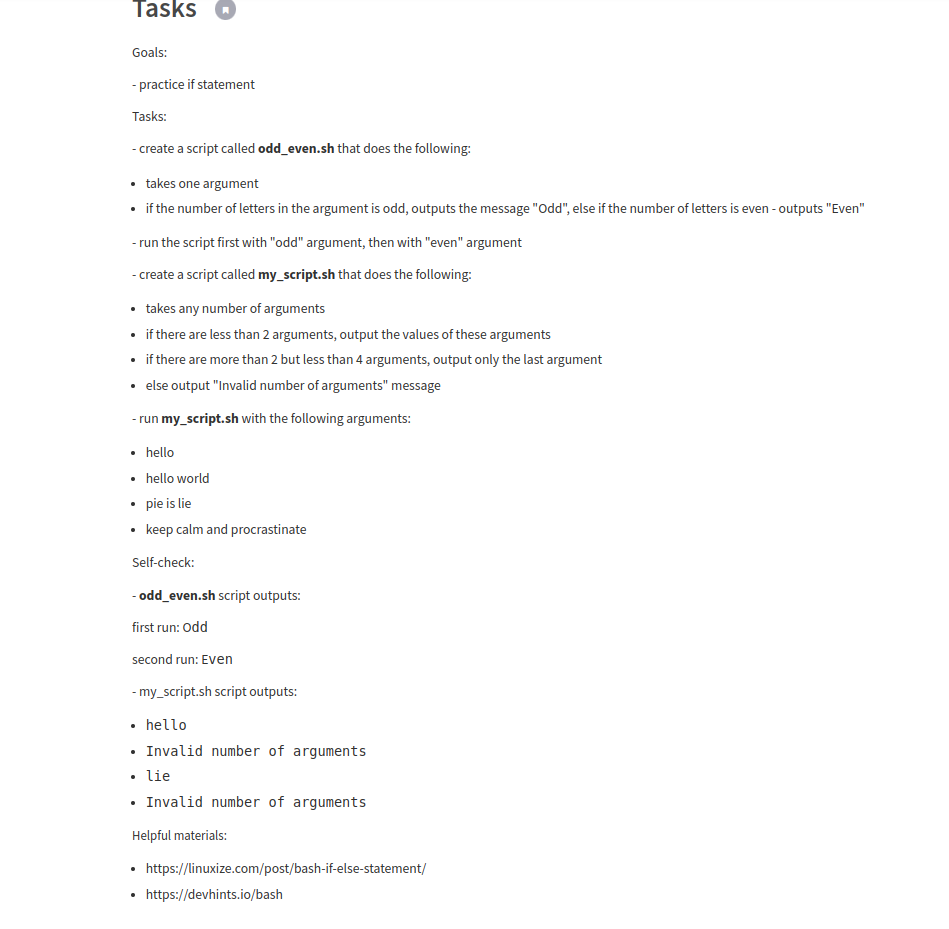 Tasks
Goals:
- practice if statement
Tasks:
- create a script called odd_even.sh that does the following:
• takes one argument
• if the number of letters in the argument is odd, outputs the message "Odd", else if the number of letters is even - outputs "Even"
- run the script first with "odd" argument, then with "even" argument
- create a script called my_script.sh that does the following:
• takes any number of arguments
• if there are less than 2 arguments, output the values of these arguments
• if there are more than 2 but less than 4 arguments, output only the last argument
• else output "Invalid number of arguments" message
- run my_script.sh with the following arguments:
• hello
• hello world
• pie is lie
• keep calm and procrastinate
Self-check:
- odd_even.sh script outputs:
first run: Odd
second run: Even
- my_script.sh script outputs:
• hello
• Invalid number of arguments
• lie
• Invalid number of arguments
Helpful materials:
• https://linuxize.com/post/bash-if-else-statement/
• https://devhints.io/bash